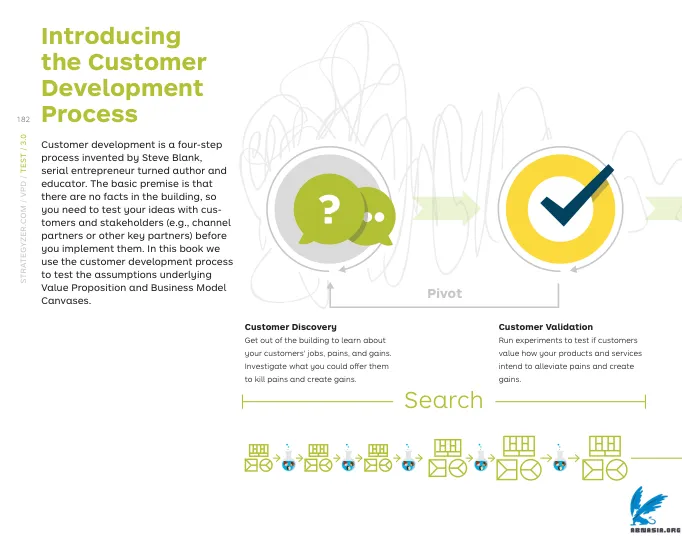 Introducing
the Customer
Development
Process
182
STRATEGYZER.COM / VPD / TEST / 3.0
Customer development is a four-step
process invented by Steve Blank,
serial entrepreneur turned author and
educator. The basic premise is that
there are no facts in the building, so
you need to test your ideas with cus-
tomers and stakeholders (e.g., channel
partners or other key partners) before
you implement them. In this book we
use the customer development process
to test the assumptions underlying
Value Proposition and Business Model
Canvases.
?
Pivot
Customer Discovery
Get out of the building to learn about
your customers' jobs, pains, and gains.
Investigate what you could offer them
to kill pains and create gains.
Customer Validation
Run experiments to test if customers
value how your products and services
intend to alleviate pains and create
gains.
Search
ABMASIA.ORG